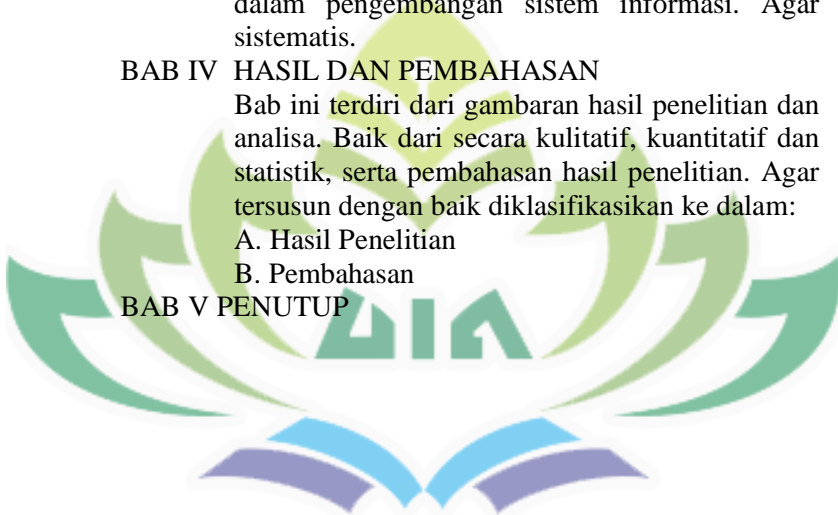 dalam pengembangan sistem informasi. Agar
sistematis.
BAB IV HASIL DAN PEMBAHASAN
Bab ini terdiri dari gambaran hasil penelitian dan
analisa. Baik dari secara kulitatif, kuantitatif dan
statistik, serta pembahasan hasil penelitian. Agar
tersusun dengan baik diklasifikasikan ke dalam:
A. Hasil Penelitian
B. Pembahasan
BAB V PENUTUP